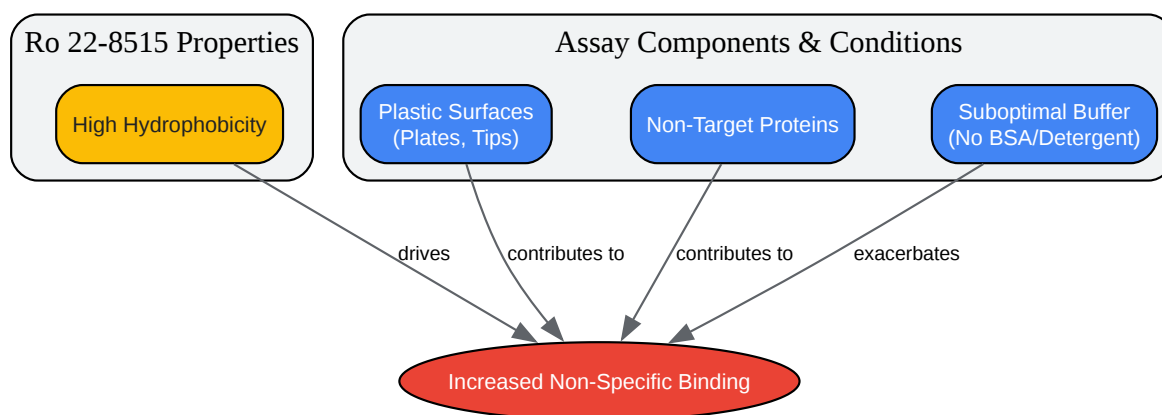 Ro 22-8515 Properties
Assay Components & Conditions
High Hydrophobicity
Plastic Surfaces
(Plates, Tips)
Non-Target Proteins
Suboptimal Buffer
(No BSA/Detergent)
drives
contributes to
contributes to
exacerbates
Increased Non-Specific Binding